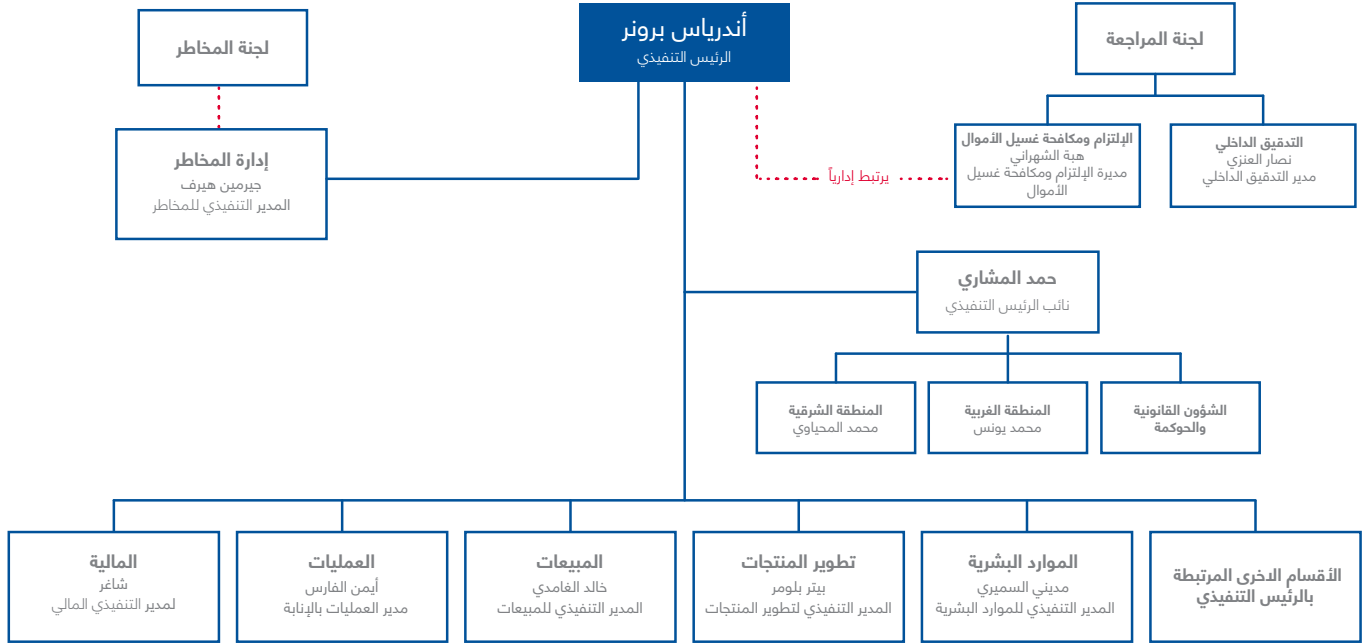 أندرياس برونر
الرئيس التنفيذي
لجنة المراجعة
لجنة المخاطر
التدقيق الداخلي
نصار العنزي
مدير التدقيق الداخلي
الإلتزام ومكافحة غسيل الأموال
هبة الشهراني
مديرة الإلتزام ومكافحة غسيل
الأموال
يرتبط إدارياً
إدارة المخاطر
جيرمين هيرف
المدير التنفيذي للمخاطر
حمد المشاري
نائب الرئيس التنفيذي
الشؤون القانونية
والحوكمة
المنطقة الغربية
محمد يونس
المنطقة الشرقية
محمد المحياوي
الأقسام الاخرى المرتبطة
بالرئيس التنفيذي
الموارد البشرية
مديني السميري
المدير التنفيذي للموارد البشرية
تطوير المنتجات
بيتر بلومر
المدير التنفيذي لتطوير المنتجات
المبيعات
خالد الغامدي
المدير التنفيذي للمبيعات
العمليات
أيمن الفارس
مدير العمليات بالإنابة
المالية
شاغر
لمدير التنفيذي المالي